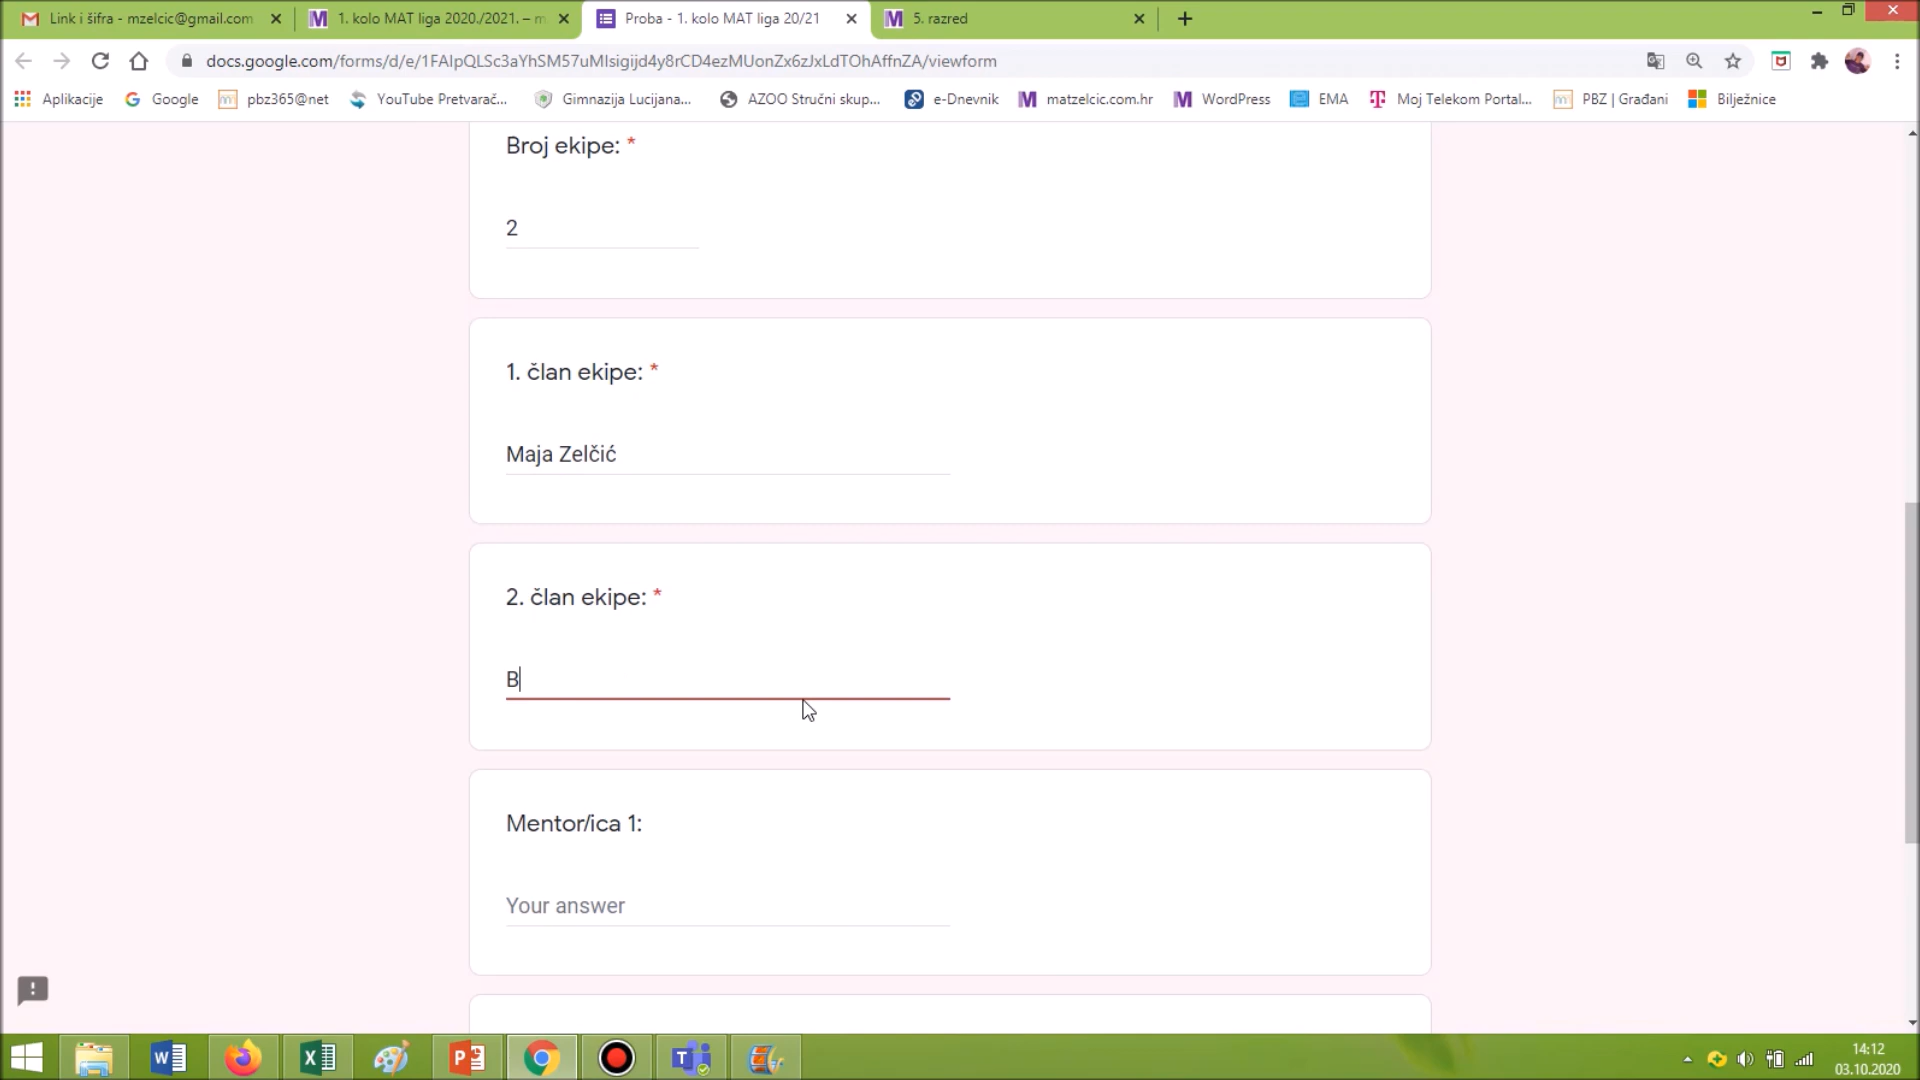 Link i šifra - mzelcic@gmail.com
1. kolo MAT liga 2020./2021. – m
Proba - 1. kolo MAT liga 20/21
5. razred
docs.google.com/forms/d/e/1FAIpQLSc3aYhSM57uMIsigijd4y8rCD4ezMUonZx6zJxLdTOhAffnZA/viewform
Aplikacije
Google
pbz365@net
YouTube Pretvarač...
Gimnazija Lucijana...
AZOO Stručni skup...
e-Dnevnik
matzelcic.com.hr
WordPress
EMA
Moj Telekom Portal...
PBZ | Građani
Bilježnice
Broj ekipe: *
2
1. član ekipe: *
Maja Zelčić
2. član ekipe: *
B
Mentor/ica 1:
Your answer
14:12
03.10.2020